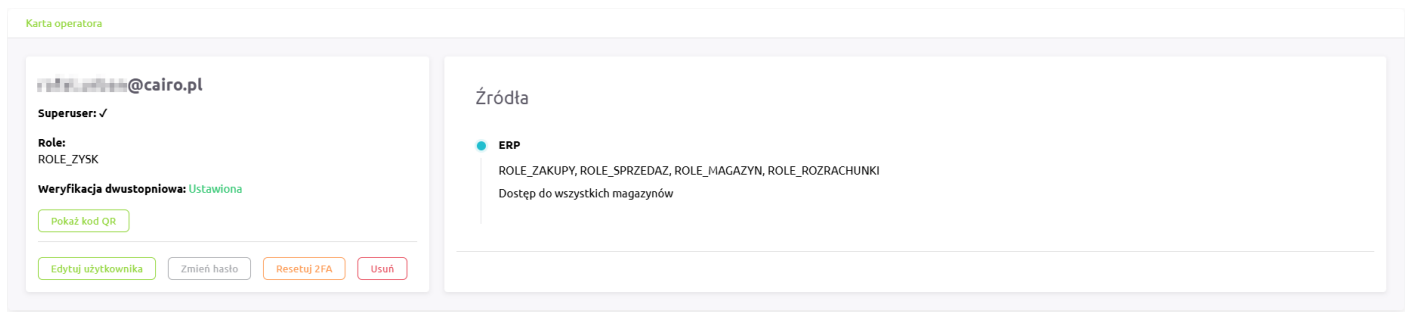 Karta operatora
@cairo.pl
Superuser: ✓
Role:
ROLE_ZYSK
Weryfikacja dwustopniowa: Ustawiona
Pokaż kod QR
Edytuj użytkownika Zmień hasło Resetuj 2FA Usuń
Źródła
ERP
ROLE_ZAKUPY, ROLE_SPRZEDAZ, ROLE_MAGAZYN, ROLE_ROZRACHUNKI
Dostęp do wszystkich magazynów